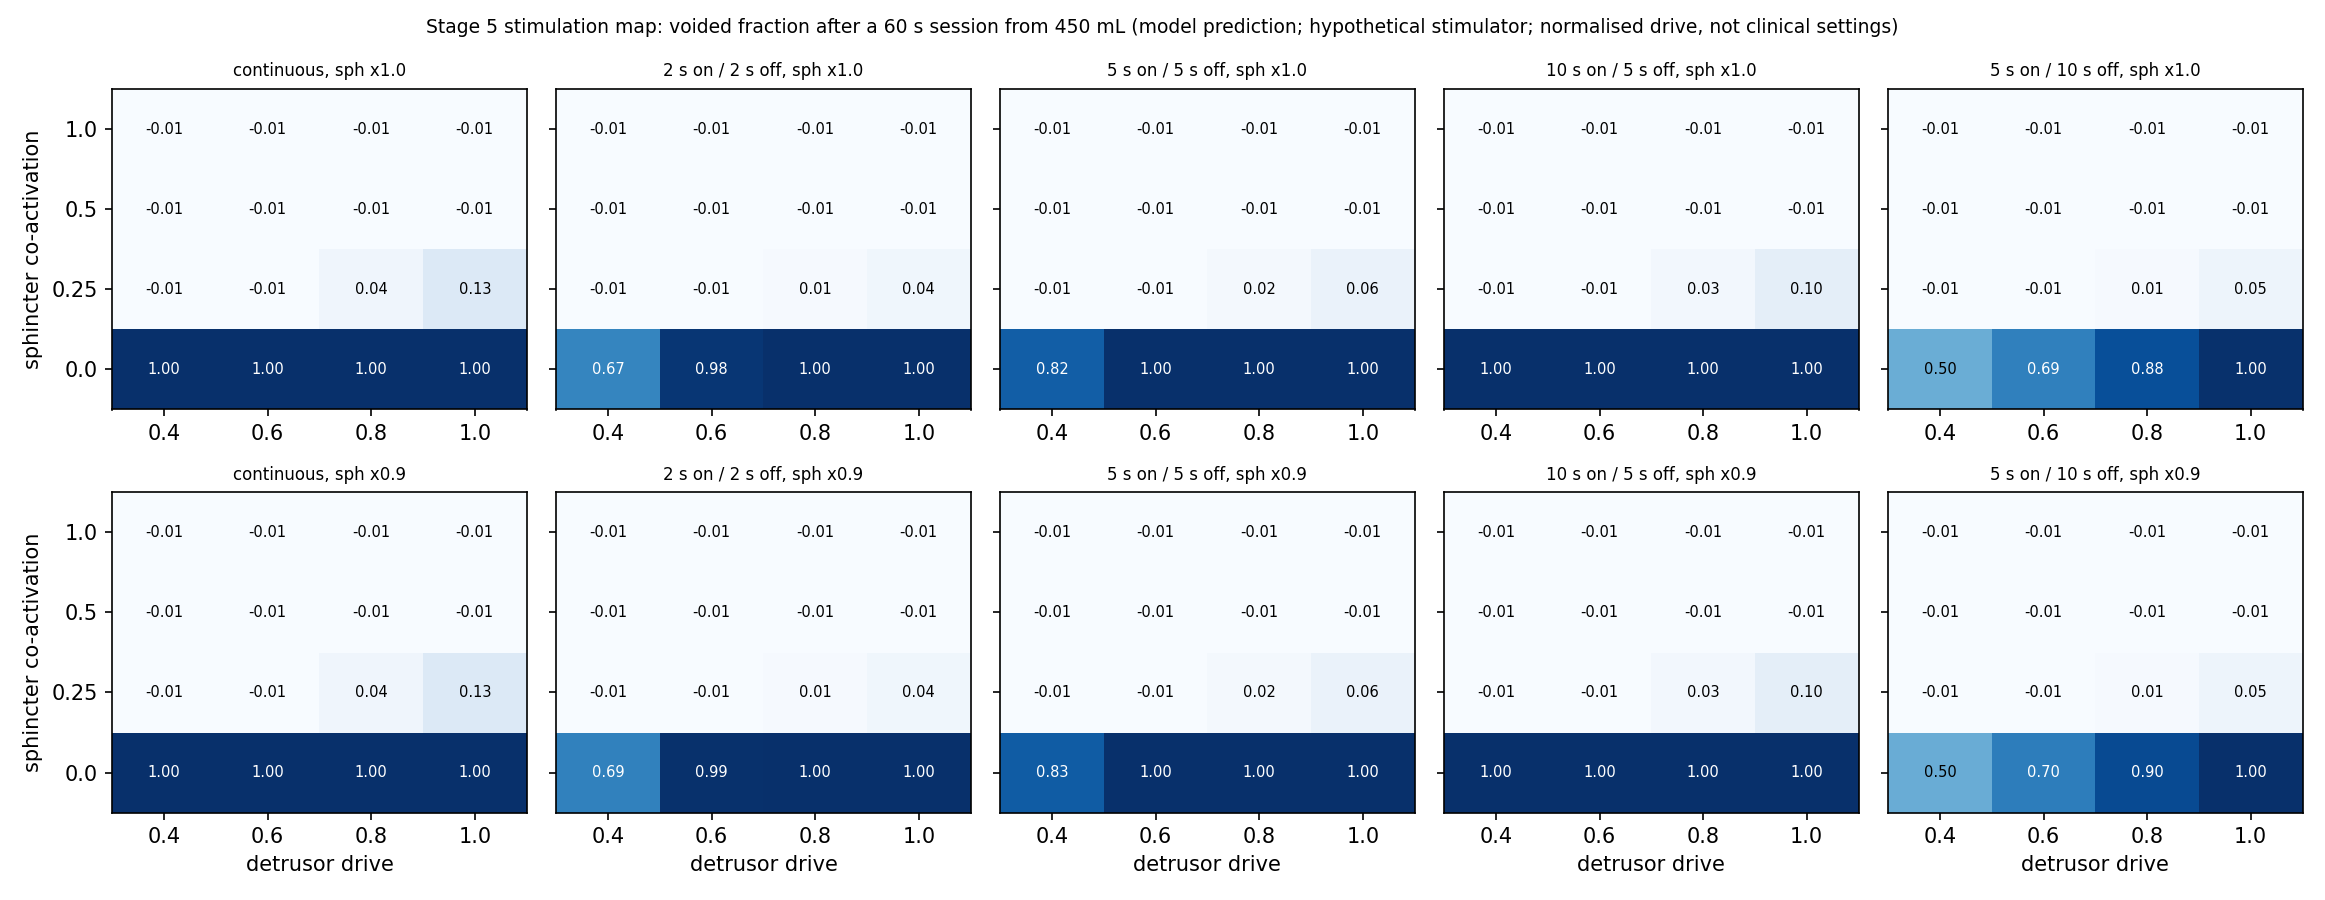 Stage 5 stimulation map: voided fraction after a 60 s session from 450 mL (model prediction; hypothetical stimulator; normalised drive, not clinical settings)
continuous, sph x1.0
2 s on / 2 s off, sph x1.0
5 s on / 5 s off, sph x1.0
10 s on / 5 s off, sph x1.0
5 s on / 10 s off, sph x1.0
sphincter co-activation
1.0 -0.01 -0.01 -0.01 -0.01 -0.01 -0.01 -0.01 -0.01 -0.01 -0.01 -0.01 -0.01 -0.01 -0.01 -0.01 -0.01 -0.01 -0.01 -0.01 -0.01
0.5 -0.01 -0.01 -0.01 -0.01 -0.01 -0.01 -0.01 -0.01 -0.01 -0.01 -0.01 -0.01 -0.01 -0.01 -0.01 -0.01 -0.01 -0.01 -0.01 -0.01
0.25 -0.01 -0.01 0.04 0.13 -0.01 -0.01 0.01 0.04 -0.01 -0.01 0.02 0.06 -0.01 -0.01 0.03 0.10 -0.01 -0.01 0.01 0.05
0.0 1.00 1.00 1.00 1.00 0.67 0.98 1.00 1.00 0.82 1.00 1.00 1.00 1.00 1.00 1.00 1.00 0.50 0.69 0.88 1.00
0.4 0.6 0.8 1.0 0.4 0.6 0.8 1.0 0.4 0.6 0.8 1.0 0.4 0.6 0.8 1.0 0.4 0.6 0.8 1.0
continuous, sph x0.9
2 s on / 2 s off, sph x0.9
5 s on / 5 s off, sph x0.9
10 s on / 5 s off, sph x0.9
5 s on / 10 s off, sph x0.9
sphincter co-activation
1.0 -0.01 -0.01 -0.01 -0.01 -0.01 -0.01 -0.01 -0.01 -0.01 -0.01 -0.01 -0.01 -0.01 -0.01 -0.01 -0.01 -0.01 -0.01 -0.01 -0.01
0.5 -0.01 -0.01 -0.01 -0.01 -0.01 -0.01 -0.01 -0.01 -0.01 -0.01 -0.01 -0.01 -0.01 -0.01 -0.01 -0.01 -0.01 -0.01 -0.01 -0.01
0.25 -0.01 -0.01 0.04 0.13 -0.01 -0.01 0.01 0.04 -0.01 -0.01 0.02 0.06 -0.01 -0.01 0.03 0.10 -0.01 -0.01 0.01 0.05
0.0 1.00 1.00 1.00 1.00 0.69 0.99 1.00 1.00 0.83 1.00 1.00 1.00 1.00 1.00 1.00 1.00 0.50 0.70 0.90 1.00
0.4 0.6 0.8 1.0 0.4 0.6 0.8 1.0 0.4 0.6 0.8 1.0 0.4 0.6 0.8 1.0 0.4 0.6 0.8 1.0
detrusor drive
detrusor drive
detrusor drive
detrusor drive
detrusor drive